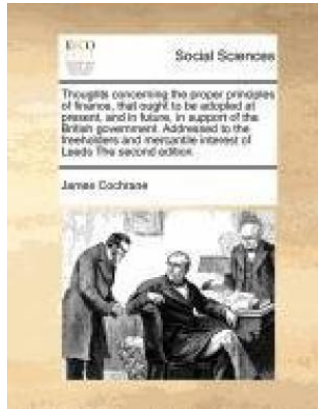 ECCO
Social Sciences
Thoughts concerning the proper principles
of finance, that ought to be adopted at
present, and in future, in support of the
British government. Addressed to the
freeholders and mercantile interest of
Leeds The second edition
James Cochrane